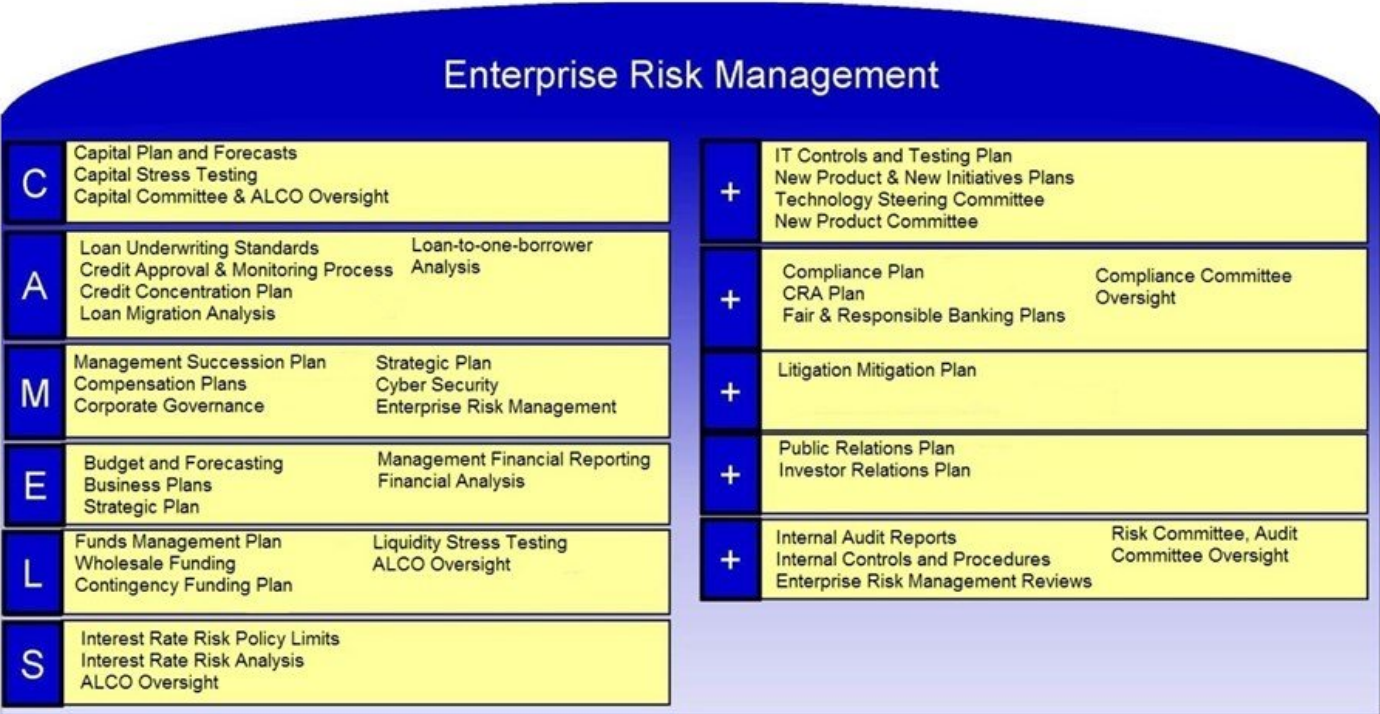 Enterprise Risk Management
C
Capital Plan and Forecasts
Capital Stress Testing
Capital Committee & ALCO Oversight
A
Loan Underwriting Standards
Credit Approval & Monitoring Process
Credit Concentration Plan
Loan Migration Analysis
Loan-to-one-borrower
Analysis
M
Management Succession Plan
Compensation Plans
Corporate Governance
Strategic Plan
Cyber Security
Enterprise Risk Management
E
Budget and Forecasting
Business Plans
Strategic Plan
Management Financial Reporting
Financial Analysis
L
Funds Management Plan
Wholesale Funding
Contingency Funding Plan
Liquidity Stress Testing
ALCO Oversight
S
Interest Rate Risk Policy Limits
Interest Rate Risk Analysis
ALCO Oversight
+
IT Controls and Testing Plan
New Product & New Initiatives Plans
Technology Steering Committee
New Product Committee
+
Compliance Plan
CRA Plan
Fair & Responsible Banking Plans
Compliance Committee
Oversight
+
Litigation Mitigation Plan
+
Public Relations Plan
Investor Relations Plan
+
Internal Audit Reports
Internal Controls and Procedures
Enterprise Risk Management Reviews
Risk Committee, Audit
Committee Oversight